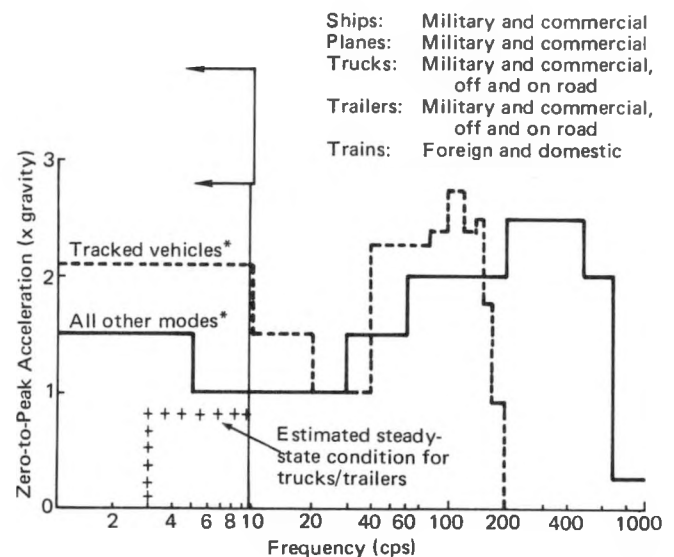 Ships: Military and commercial
Planes: Military and commercial
Trucks: Military and commercial,
off and on road
Trailers: Military and commercial,
off and on road
Trains: Foreign and domestic
Zero-to-Peak Acceleration (x gravity)
3
2
1
0
Tracked vehicles*
All other modes*
Estimated steady-
state condition for
trucks/trailers
2 4 6 8 10 20 40 60 100 200 400 1000
Frequency (cps)